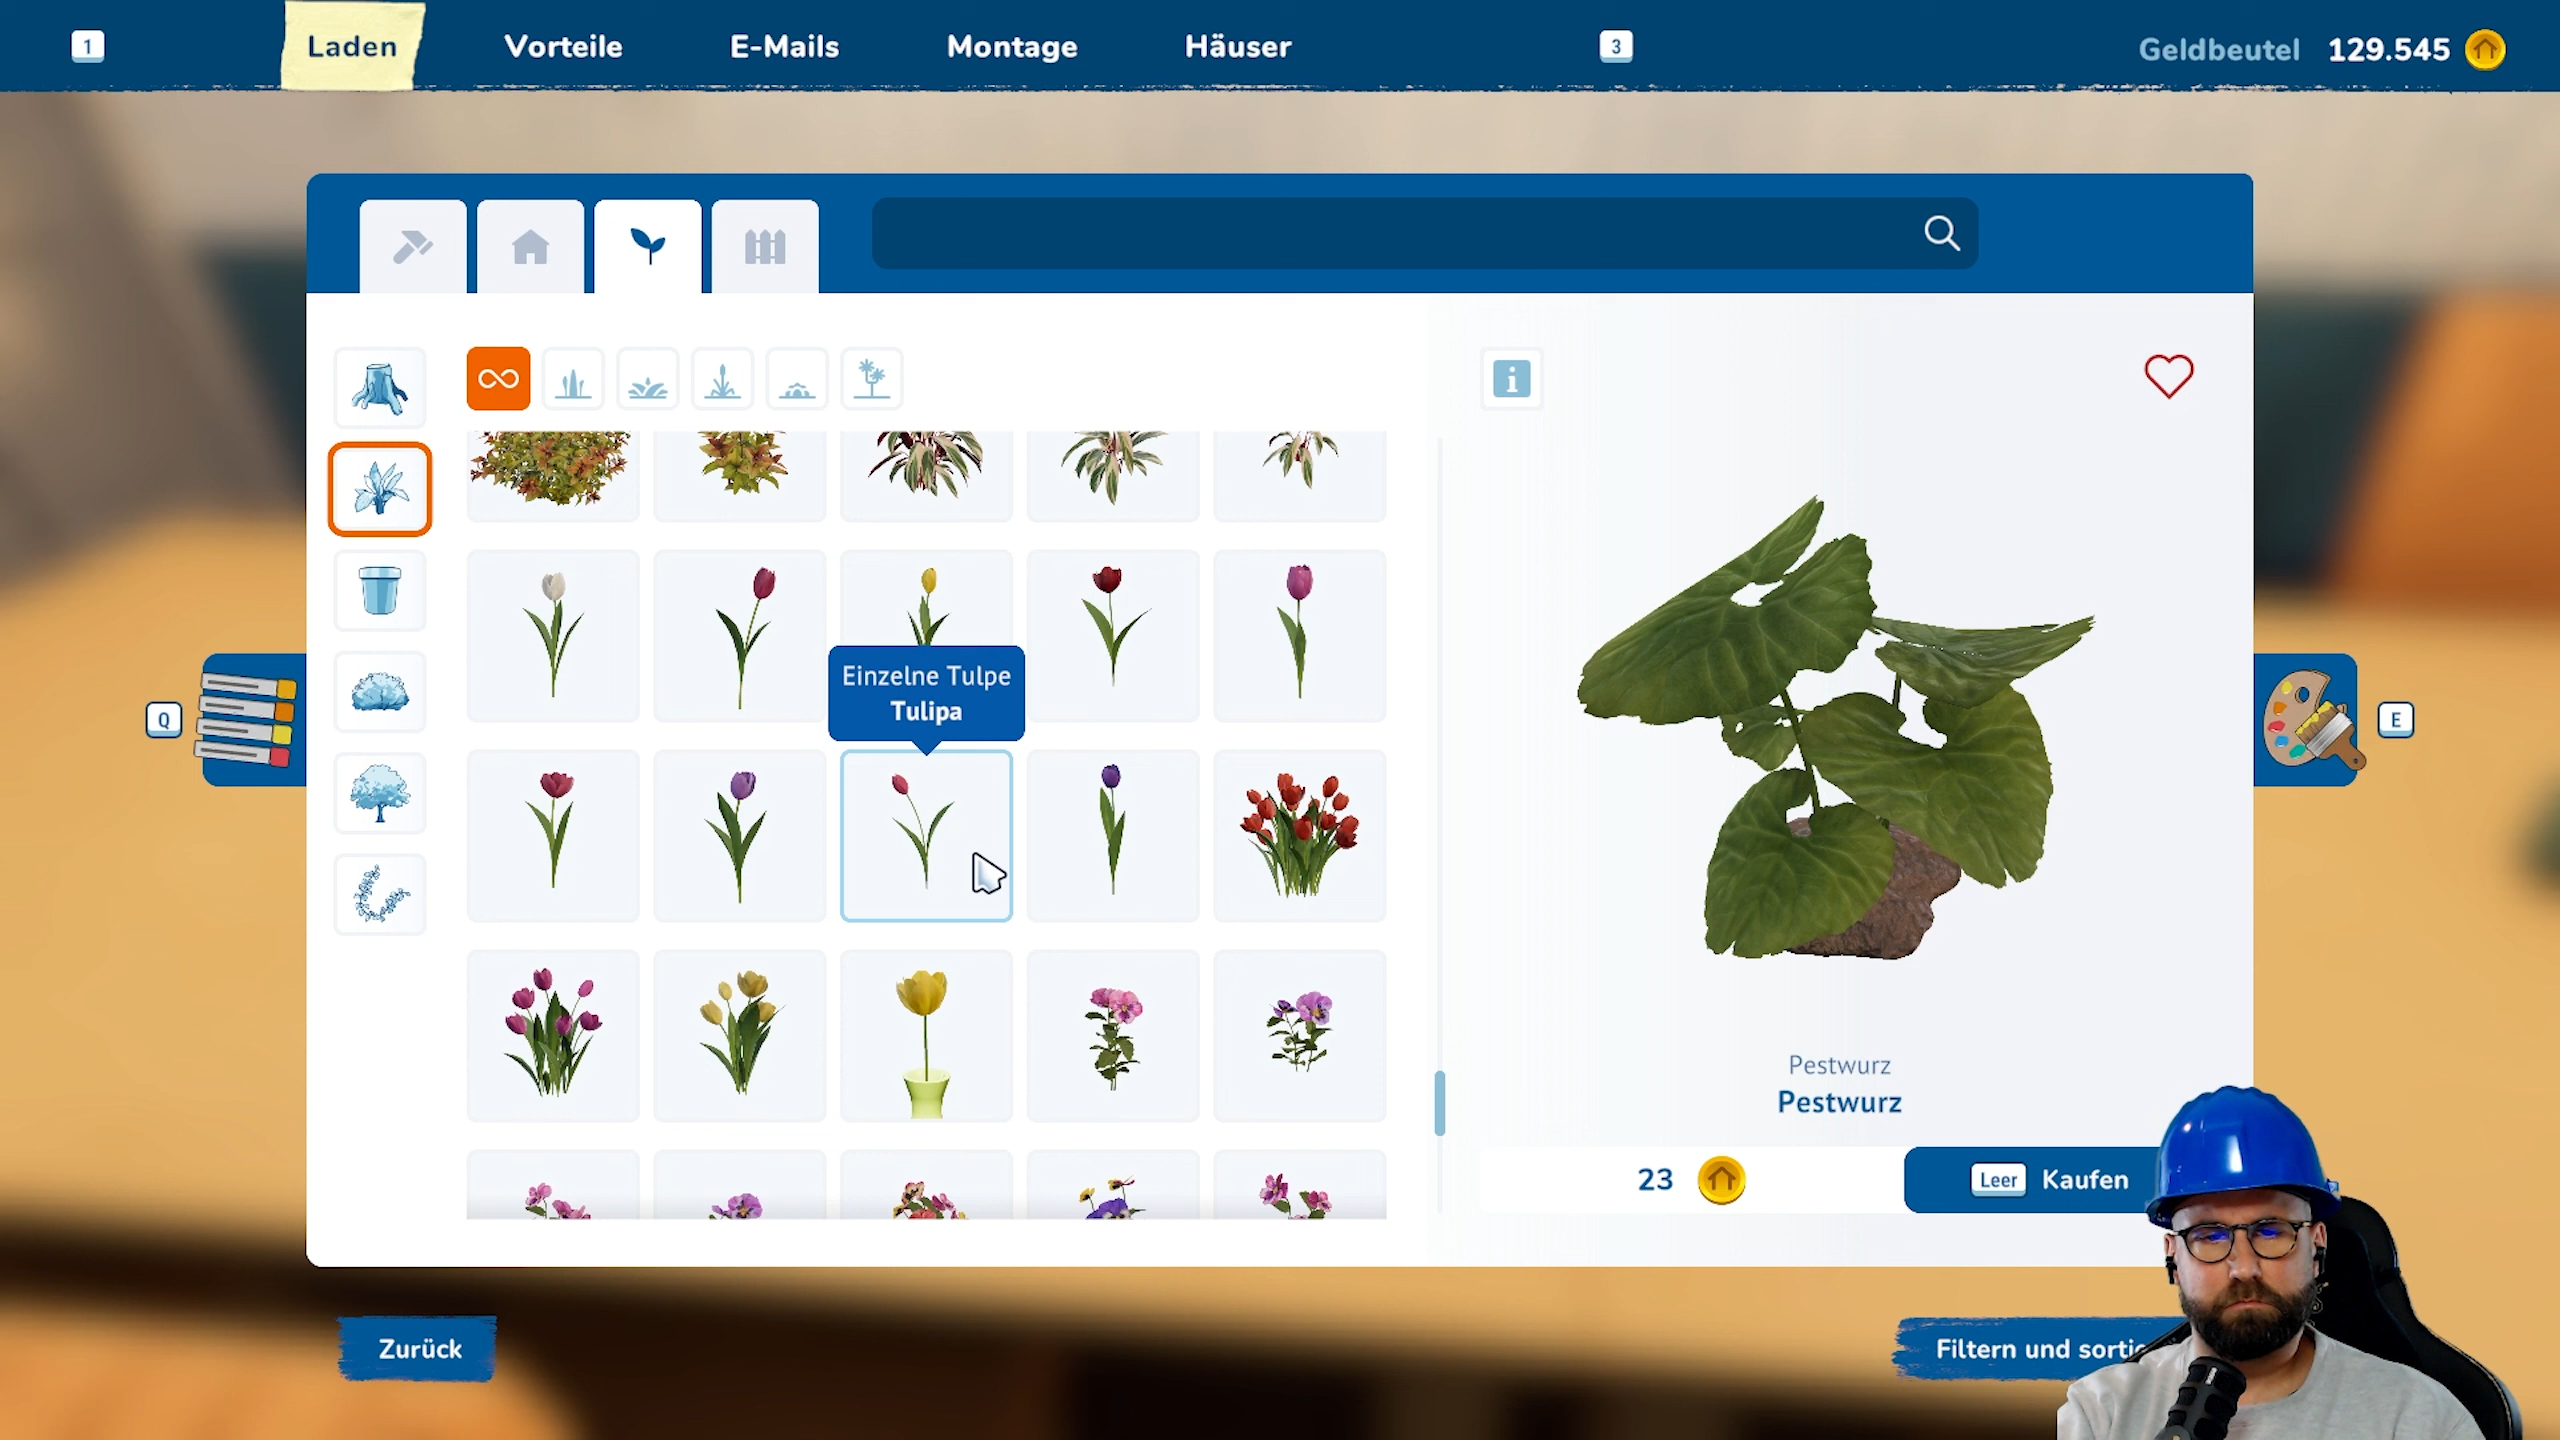 1
Laden
Vorteile
E-Mails
Montage
Häuser
3
Geldbeutel 129.545
i
Einzelne Tulpe
Tulipa
Q
E
Pestwurz
Pestwurz
23
Leer Kaufen
Zurück
Filtern und